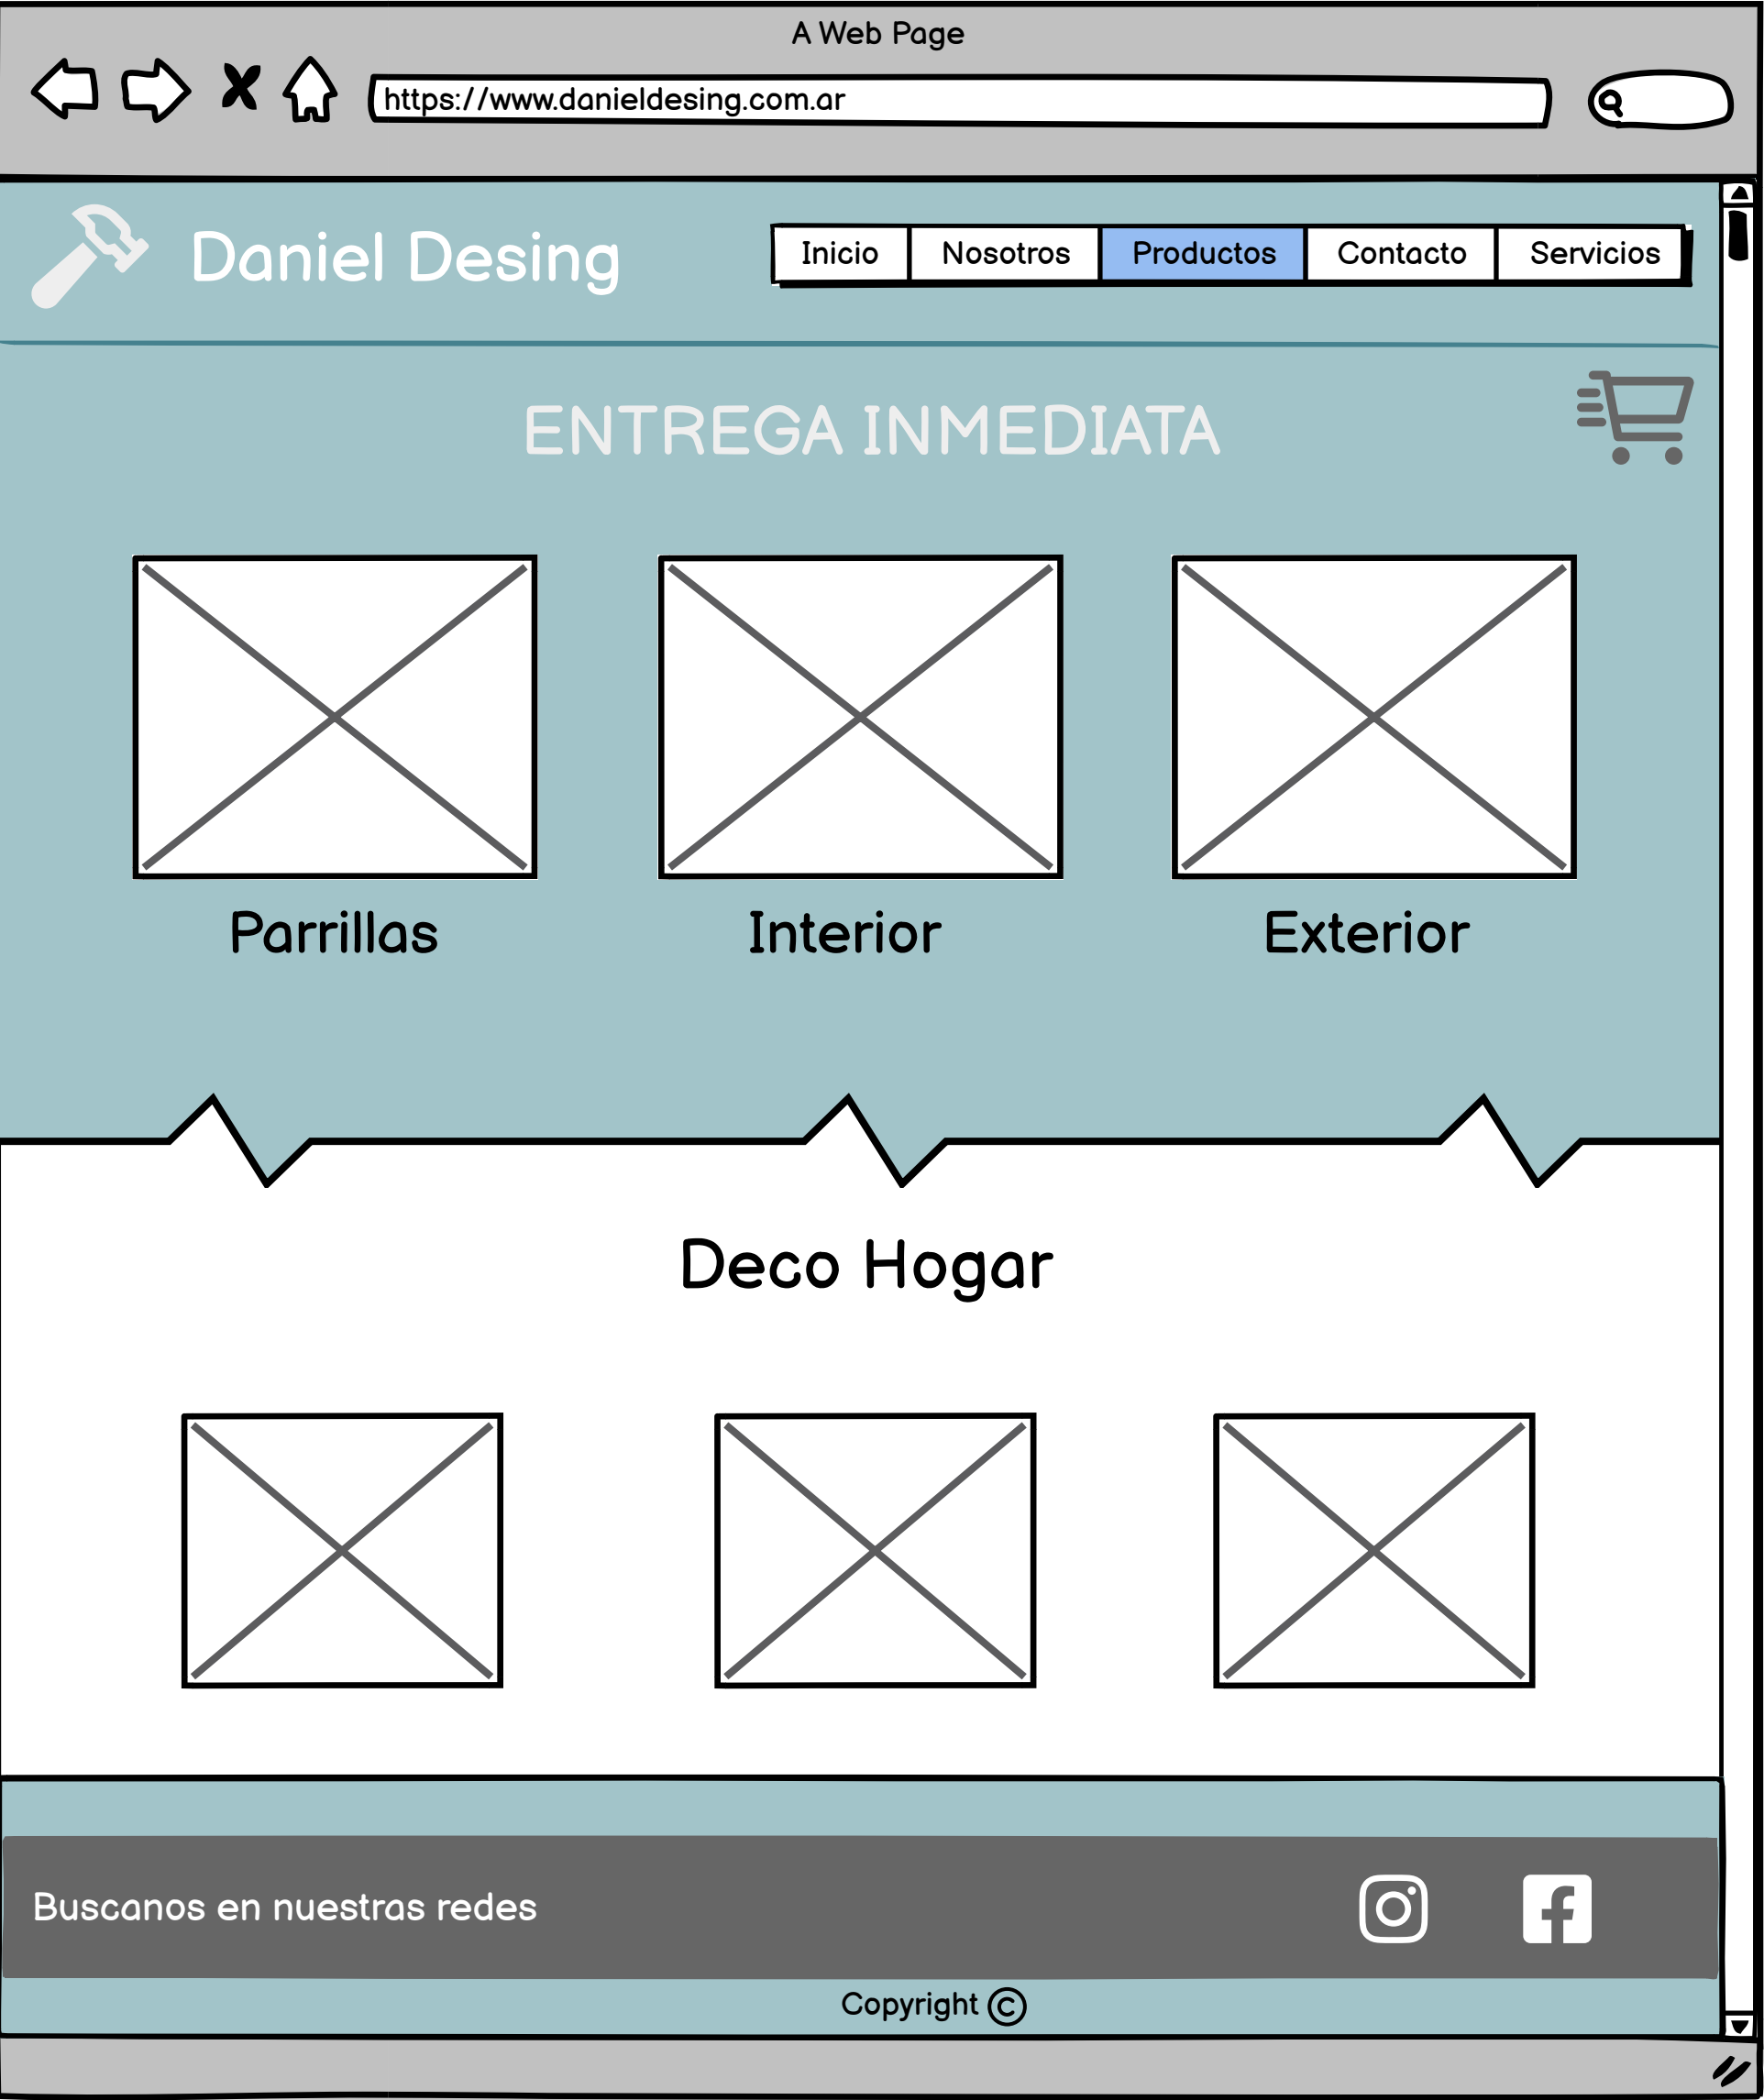 A Web Page
https://www.danieldesing.com.ar
Daniel Desing
Inicio Nosotros Productos Contacto Servicios
ENTREGA INMEDIATA
Parrillas Interior Exterior
Deco Hogar
Buscanos en nuestras redes
Copyright ©